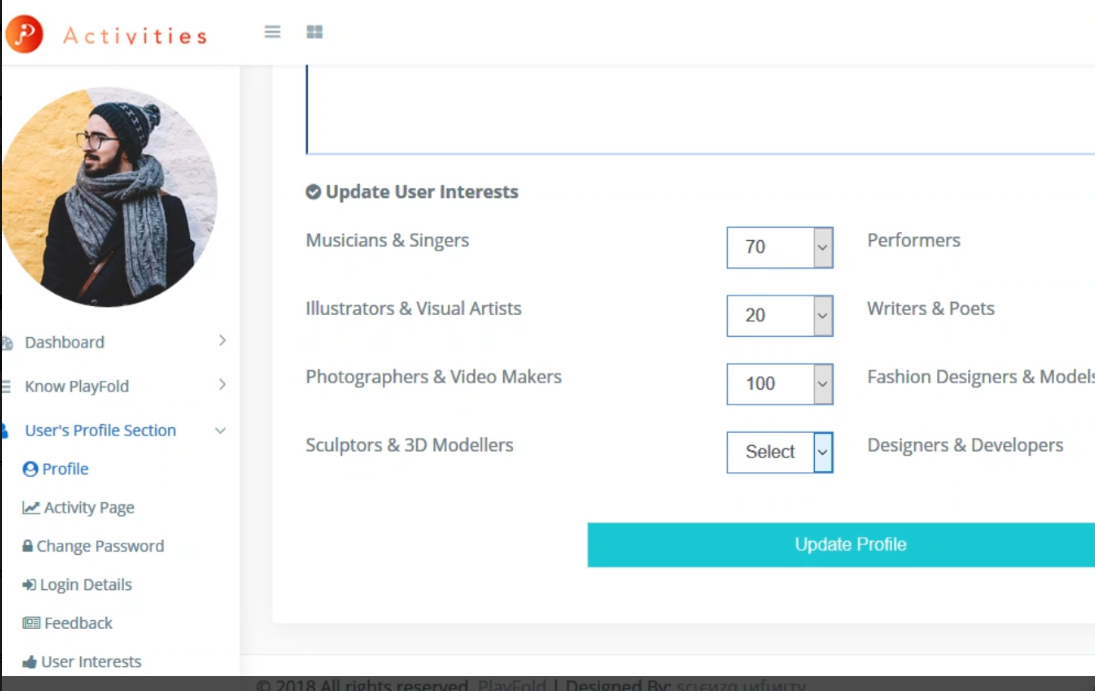 Activities
Dashboard
Know PlayFold
User's Profile Section
Profile
Activity Page
Change Password
Login Details
Feedback
User Interests
Update User Interests
Musicians & Singers 70 Performers
Illustrators & Visual Artists 20 Writers & Poets
Photographers & Video Makers 100 Fashion Designers & Models
Sculptors & 3D Modellers Select Designers & Developers
Update Profile
© 2018 All rights reserved. PlayFold | Designed By: